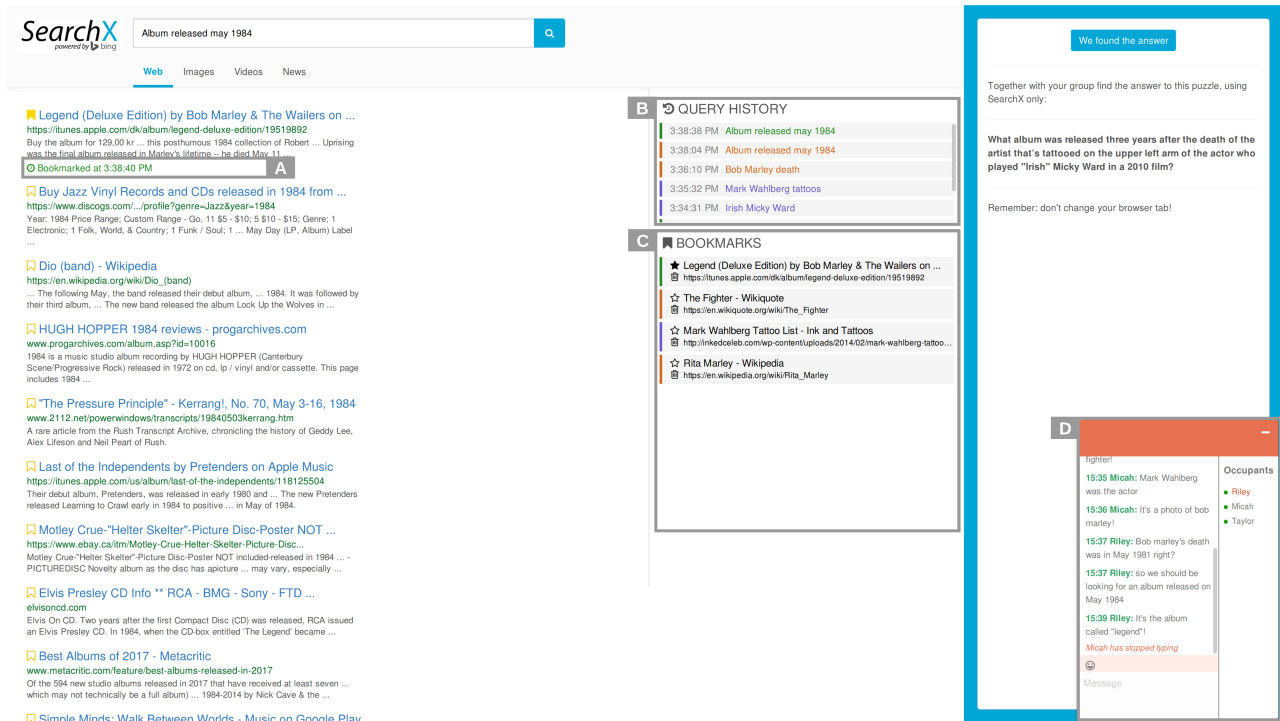 SearchX
powered by bing
Album released may 1984
Web Images Videos News
Legend (Deluxe Edition) by Bob Marley & The Wailers on ...
https://itunes.apple.com/dk/album/legend-deluxe-edition/19519892
Buy the album for 129,00 kr ... this posthumous 1984 collection of Robert ... Uprising
was the final album released in Marley's lifetime -- he died May 11 ...
Bookmarked at 3:38:40 PM
A
Buy Jazz Vinyl Records and CDs released in 1984 from ...
https://www.discogs.com/.../profile?genre=Jazz&year=1984
Year: 1984 Price Range; Custom Range - Go. 11 $5 - $10; 5 $10 - $15; Genre; 1
Electronic; 1 Folk, World, & Country; 1 Funk / Soul; 1 ... May Day (LP, Album) Label
...
Dio (band) - Wikipedia
https://en.wikipedia.org/wiki/Dio_(band)
... The following May, the band released their debut album, ... 1984. It was followed by
their third album, ... The new band released the album Lock Up the Wolves in ...
HUGH HOPPER 1984 reviews - progarchives.com
www.progarchives.com/album.asp?id=10016
1984 is a music studio album recording by HUGH HOPPER (Canterbury
Scene/Progressive Rock) released in 1972 on cd, lp / vinyl and/or cassette. This page
includes 1984 ...
"The Pressure Principle" - Kerrang!, No. 70, May 3-16, 1984
www.2112.net/powerwindows/transcripts/19840503kerrang.htm
A rare article from the Rush Transcript Archive, chronicling the history of Geddy Lee,
Alex Lifeson and Neil Peart of Rush.
Last of the Independents by Pretenders on Apple Music
https://itunes.apple.com/us/album/last-of-the-independents/118125504
Their debut album, Pretenders, was released in early 1980 and ... The new Pretenders
released Learning to Crawl early in 1984 to positive ... in May of 1984.
Motley Crue-"Helter Skelter"-Picture Disc-Poster NOT ...
https://www.ebay.ca/itm/Motley-Crue-Helter-Skelter-Picture-Disc...
Motley Crue-"Helter Skelter"-Picture Disc-Poster NOT included-released in 1984 ... -
PICTUREDISC Novelty album as the disc has apicture ... may vary, especially ...
Elvis Presley CD Info ** RCA - BMG - Sony - FTD ...
elvisoncd.com
Elvis On CD. Two years after the first Compact Disc (CD) was released, RCA issued
an Elvis Presley CD. In 1984, when the CD-box entitled 'The Legend' became ...
Best Albums of 2017 - Metacritic
www.metacritic.com/feature/best-albums-released-in-2017
Of the 594 new studio albums released in 2017 that have received at least seven ...
which may not technically be a full album) ... 1984-2014 by Nick Cave & the ...
Simple Minds: Walk Between Worlds - Music on Google Play
B
QUERY HISTORY
3:38:38 PM Album released may 1984
3:38:04 PM Album released may 1984
3:36:10 PM Bob Marley death
3:35:32 PM Mark Wahlberg tattoos
3:34:31 PM Irish Micky Ward
C
BOOKMARKS
Legend (Deluxe Edition) by Bob Marley & The Wailers on ...
https://itunes.apple.com/dk/album/legend-deluxe-edition/19519892
The Fighter - Wikiquote
https://en.wikiquote.org/wiki/The_Fighter
Mark Wahlberg Tattoo List - Ink and Tattoos
http://inkedceleb.com/wp-content/uploads/2014/02/mark-wahlberg-tattoo...
Rita Marley - Wikipedia
https://en.wikipedia.org/wiki/Rita_Marley
We found the answer
Together with your group find the answer to this puzzle, using
SearchX only:
What album was released three years after the death of the
artist that's tattooed on the upper left arm of the actor who
played "Irish" Micky Ward in a 2010 film?
Remember: don't change your browser tab!
D
fighter!
15:35 Micah: Mark Wahlberg
was the actor
15:36 Micah: It's a photo of bob
marley!
15:37 Riley: Bob marley's death
was in May 1981 right?
15:37 Riley: so we should be
looking for an album released on
May 1984
15:39 Riley: It's the album
called "legend"!
Micah has stopped typing
Message
Occupants
Riley
Micah
Taylor